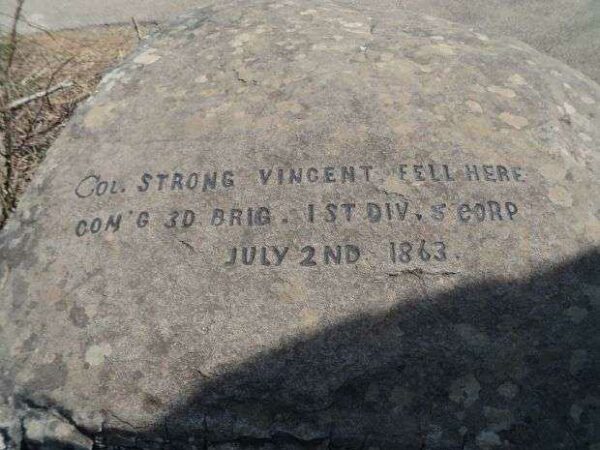 COL. STRONG VINCENT FELL HERE
COM'G 3D BRIG. 1ST DIV. 5 CORP
JULY 2ND. 1863.